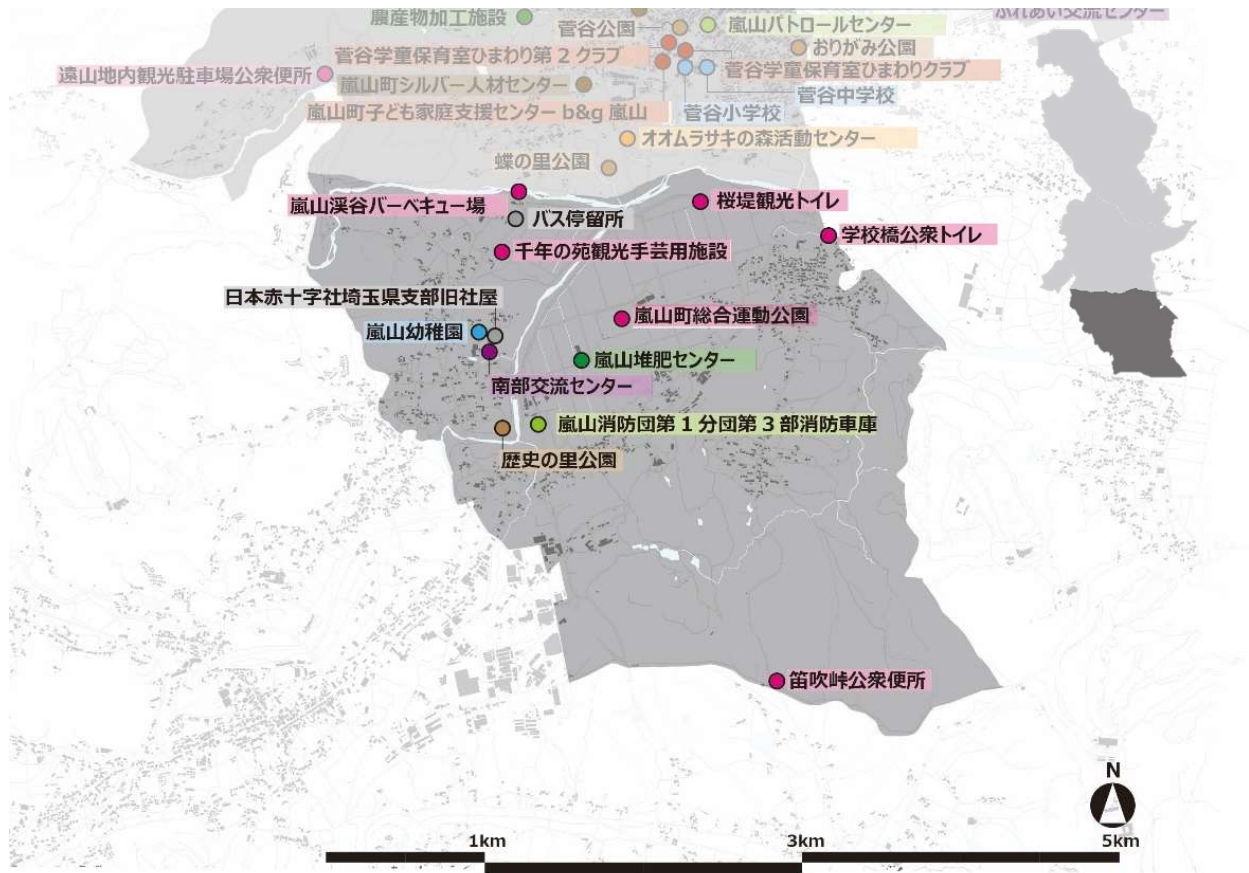 農産物加工施設
ふれあい交流センター
菅谷公園
嵐山パトロールセンター
菅谷学童保育室ひまわり第2クラブ
おりがみ公園
遠山地内観光駐車場公衆便所
菅谷学童保育室ひまわりクラブ
嵐山町シルバー人材センター
菅谷中学校
嵐山町子ども家庭支援センター b&g 嵐山
菅谷小学校
オオムラサキの森活動センター
蝶の里公園
嵐山渓谷バーベキュー場
桜堤観光トイレ
バス停留所
学校橋公衆トイレ
千年の苑観光手芸用施設
日本赤十字社埼玉県支部旧社屋
嵐山町総合運動公園
嵐山幼稚園
嵐山堆肥センター
南部交流センター
嵐山消防団第1分団第3部消防車庫
歴史の里公園
笛吹峠公衆便所
N
1km
3km
5km